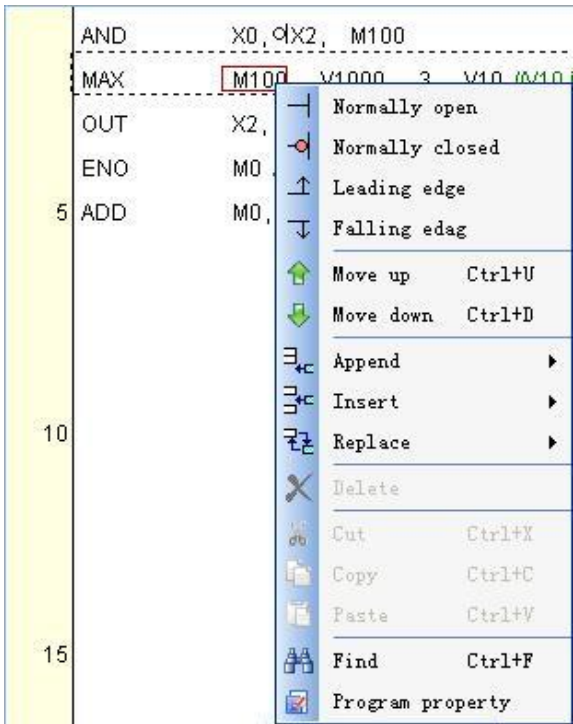 AND X0, X2, M100
MAX M100 V1000 3 V10
OUT X2,
ENO M0
5 ADD M0,
10
15
Normally open
Normally closed
Leading edge
Falling edag
Move up Ctrl+U
Move down Ctrl+D
Append
Insert
Replace
Delete
Cut Ctrl+X
Copy Ctrl+C
Paste Ctrl+V
Find Ctrl+F
Program property